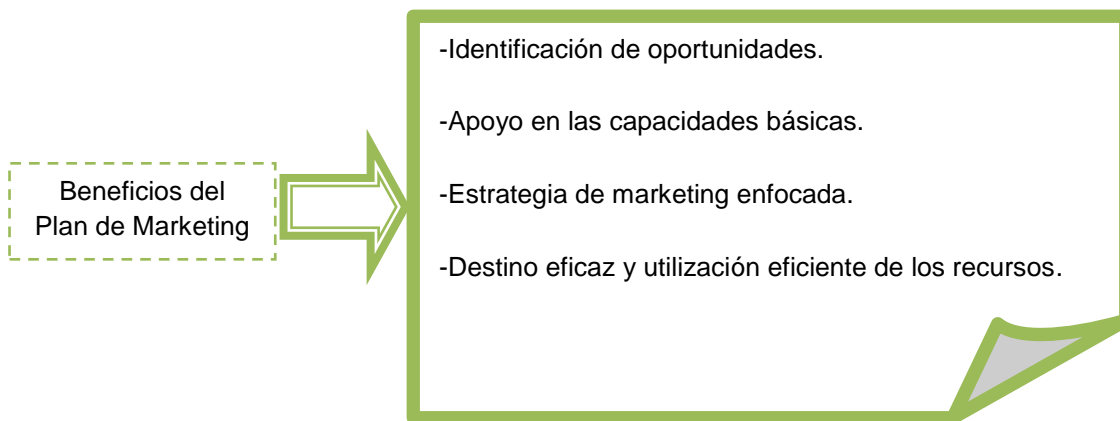 Beneficios del
Plan de Marketing
-Identificación de oportunidades.
-Apoyo en las capacidades básicas.
-Estrategia de marketing enfocada.
-Destino eficaz y utilización eficiente de los recursos.